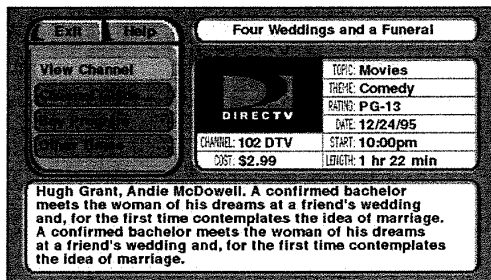 Exit Help
Four Weddings and a Funeral
View Channel
DIRECTV
TOPIC: Movies
THEME: Comedy
RATING: PG-13
DATE: 12/24/95
CHANNEL: 102 DTV
START: 10:00pm
COST: $2.99
LENGTH: 1 hr 22 min
Hugh Grant, Andie McDowell. A confirmed bachelor
meets the woman of his dreams at a friend's wedding
and, for the first time contemplates the idea of marriage.
A confirmed bachelor meets the woman of his dreams
at a friend's wedding and, for the first time contemplates
the idea of marriage.